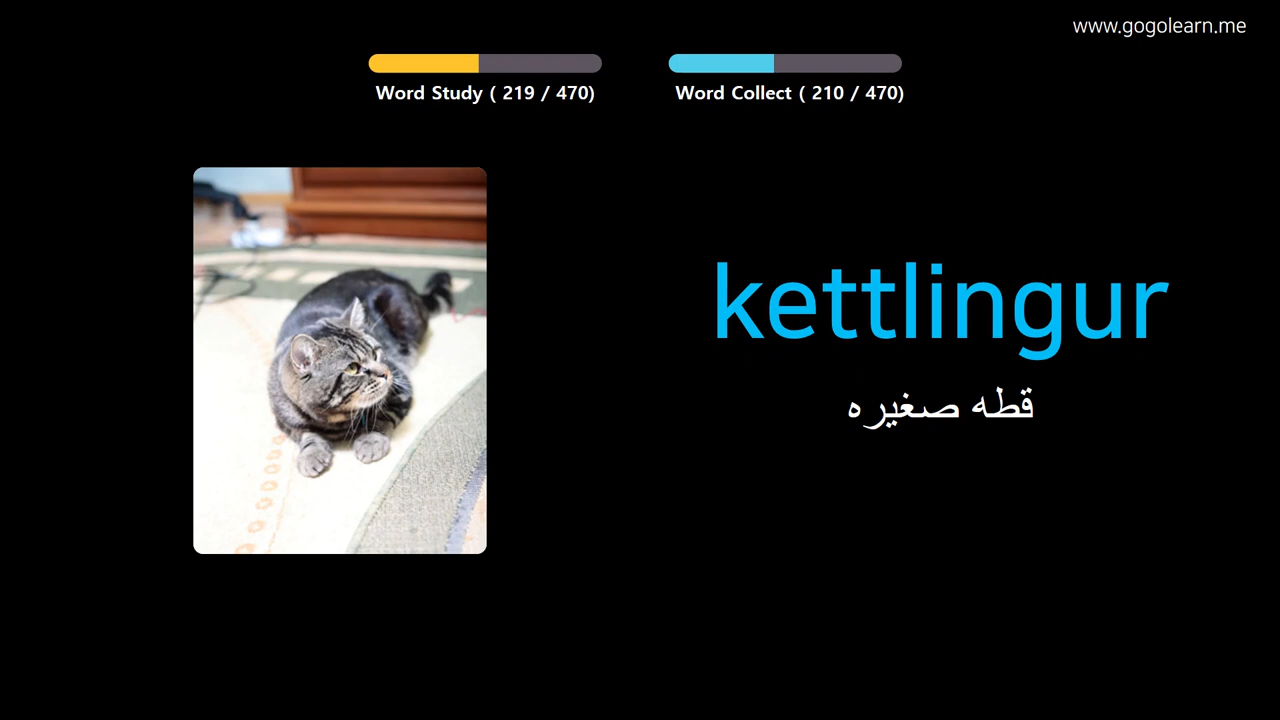 www.gogolearn.me
Word Study ( 219 / 470)
Word Collect ( 210 / 470)
kettlingur
قطه صغيره